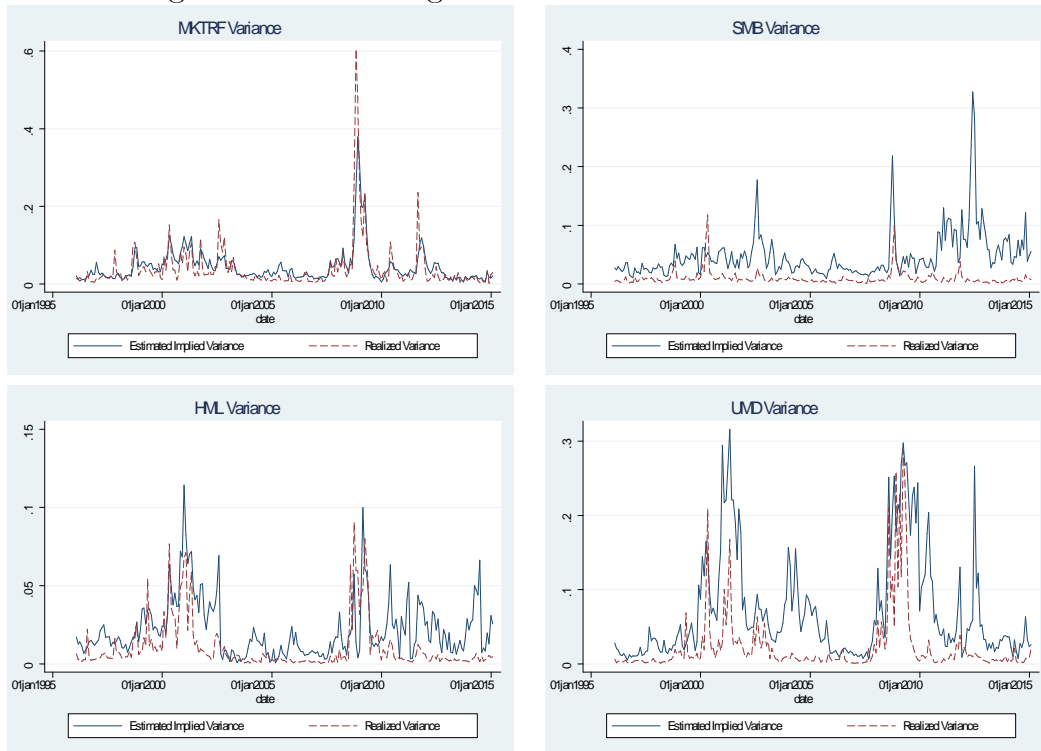 MKTRF Variance
.6
.4
.2
0
01jan1995 01jan2000 01jan2005 01jan2010 01jan2015
date
Estimated Implied Variance Realized Variance
SMB Variance
.4
.3
.2
.1
0
01jan1995 01jan2000 01jan2005 01jan2010 01jan2015
date
Estimated Implied Variance Realized Variance
HML Variance
.15
.1
.05
0
01jan1995 01jan2000 01jan2005 01jan2010 01jan2015
date
Estimated Implied Variance Realized Variance
UMD Variance
.3
.2
.1
0
01jan1995 01jan2000 01jan2005 01jan2010 01jan2015
date
Estimated Implied Variance Realized Variance